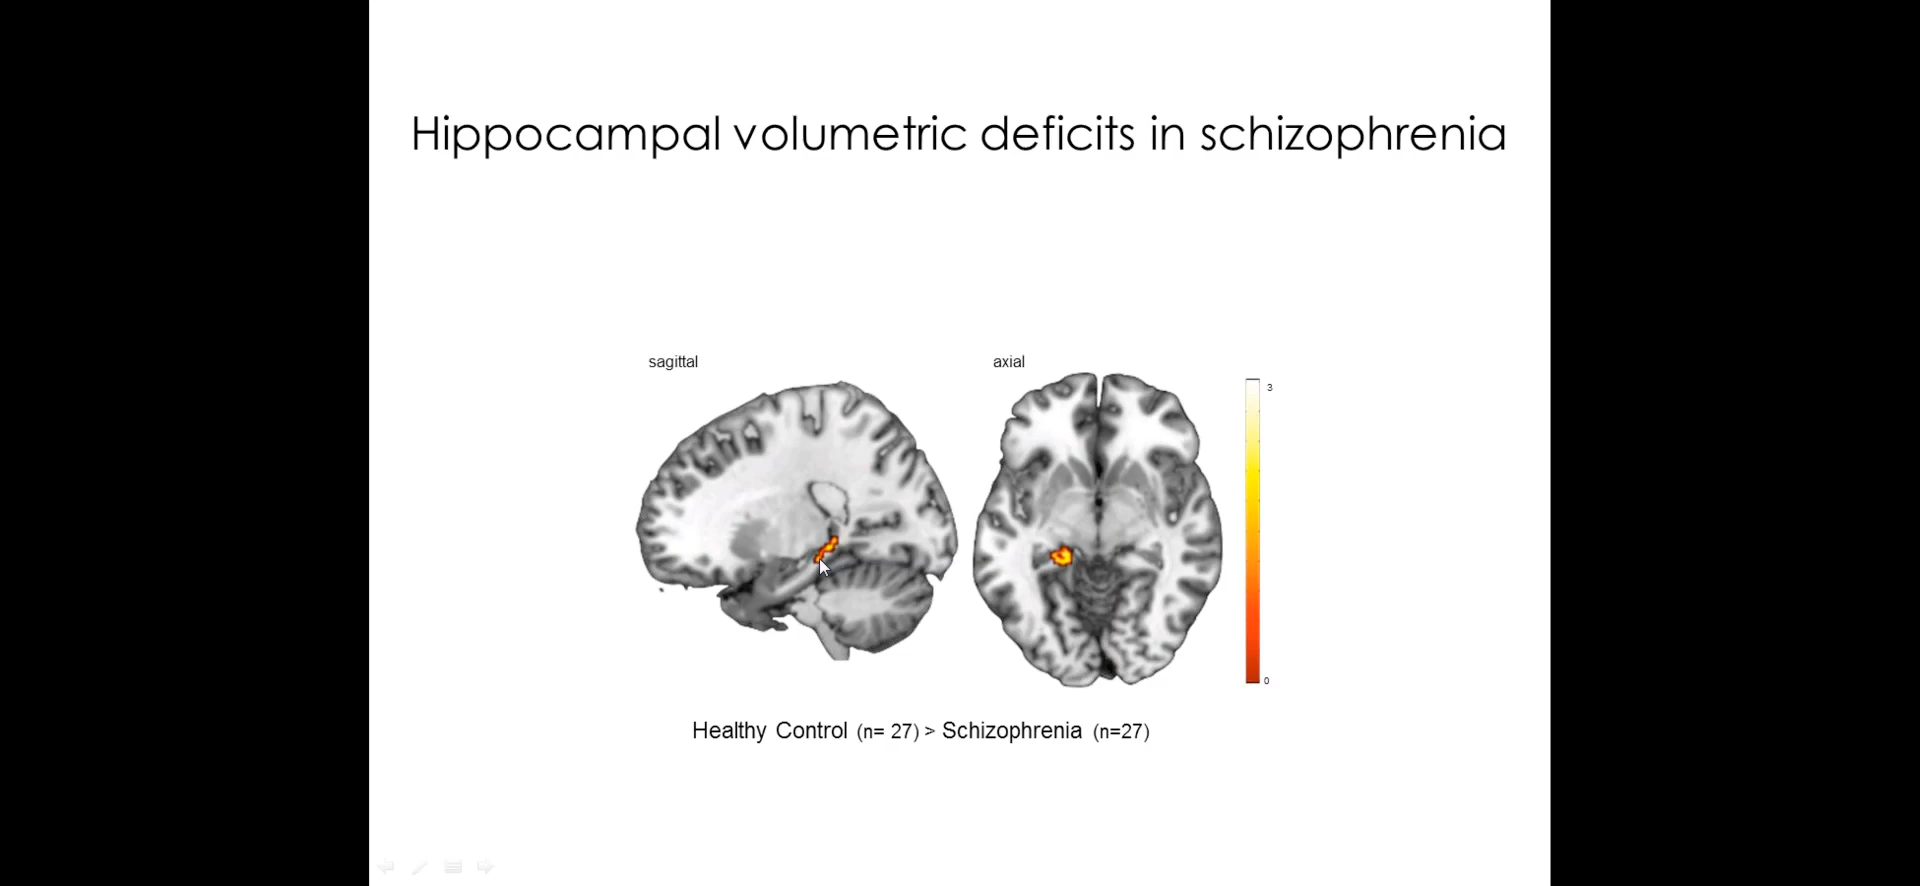 Hippocampal volumetric deficits in schizophrenia
sagittal
axial
3
0
Healthy Control (n= 27) > Schizophrenia (n=27)